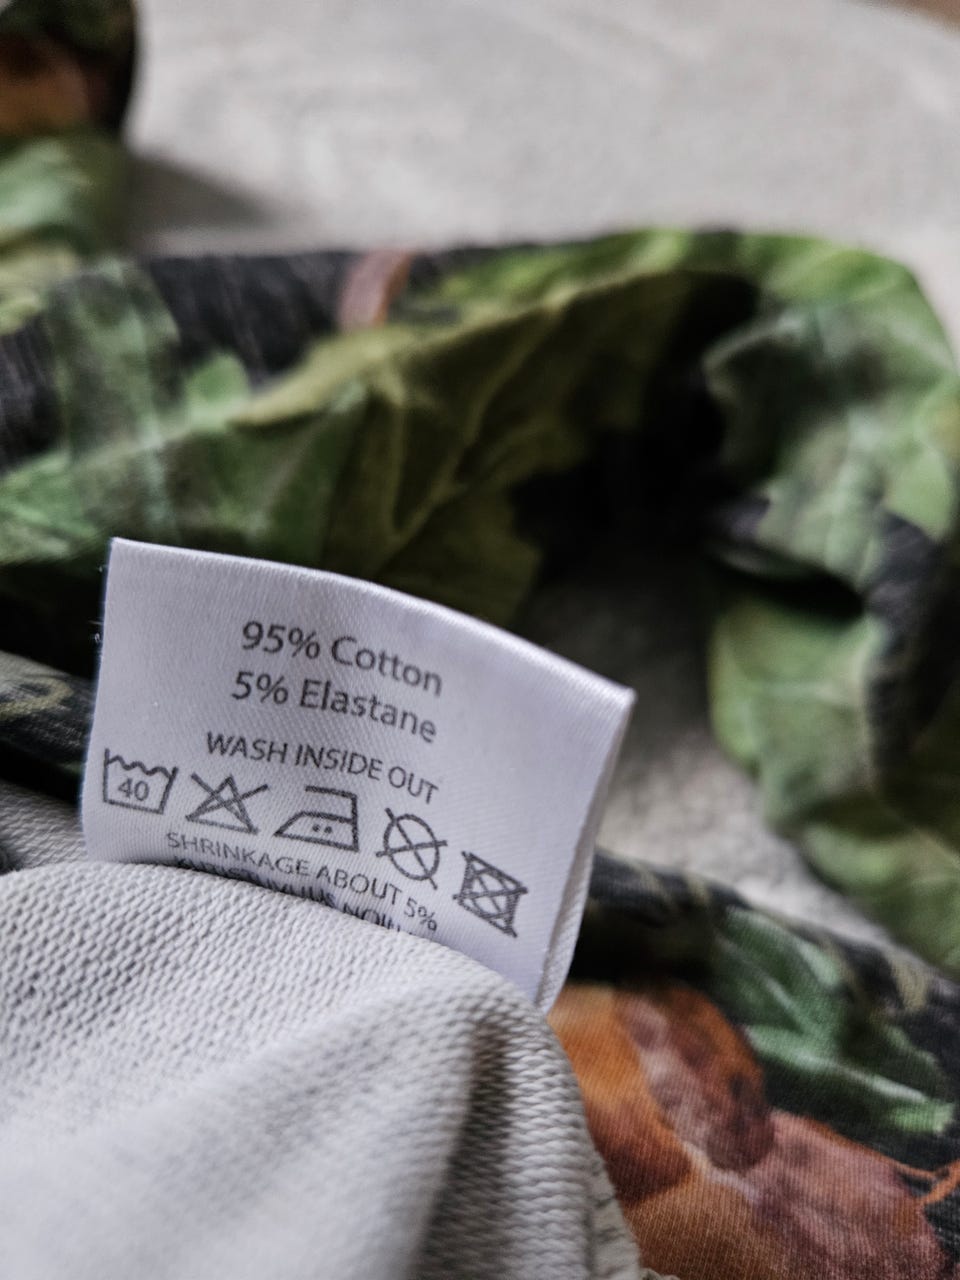 95% Cotton
5% Elastane
WASH INSIDE OUT
40
SHRINKAGE ABOUT 5%